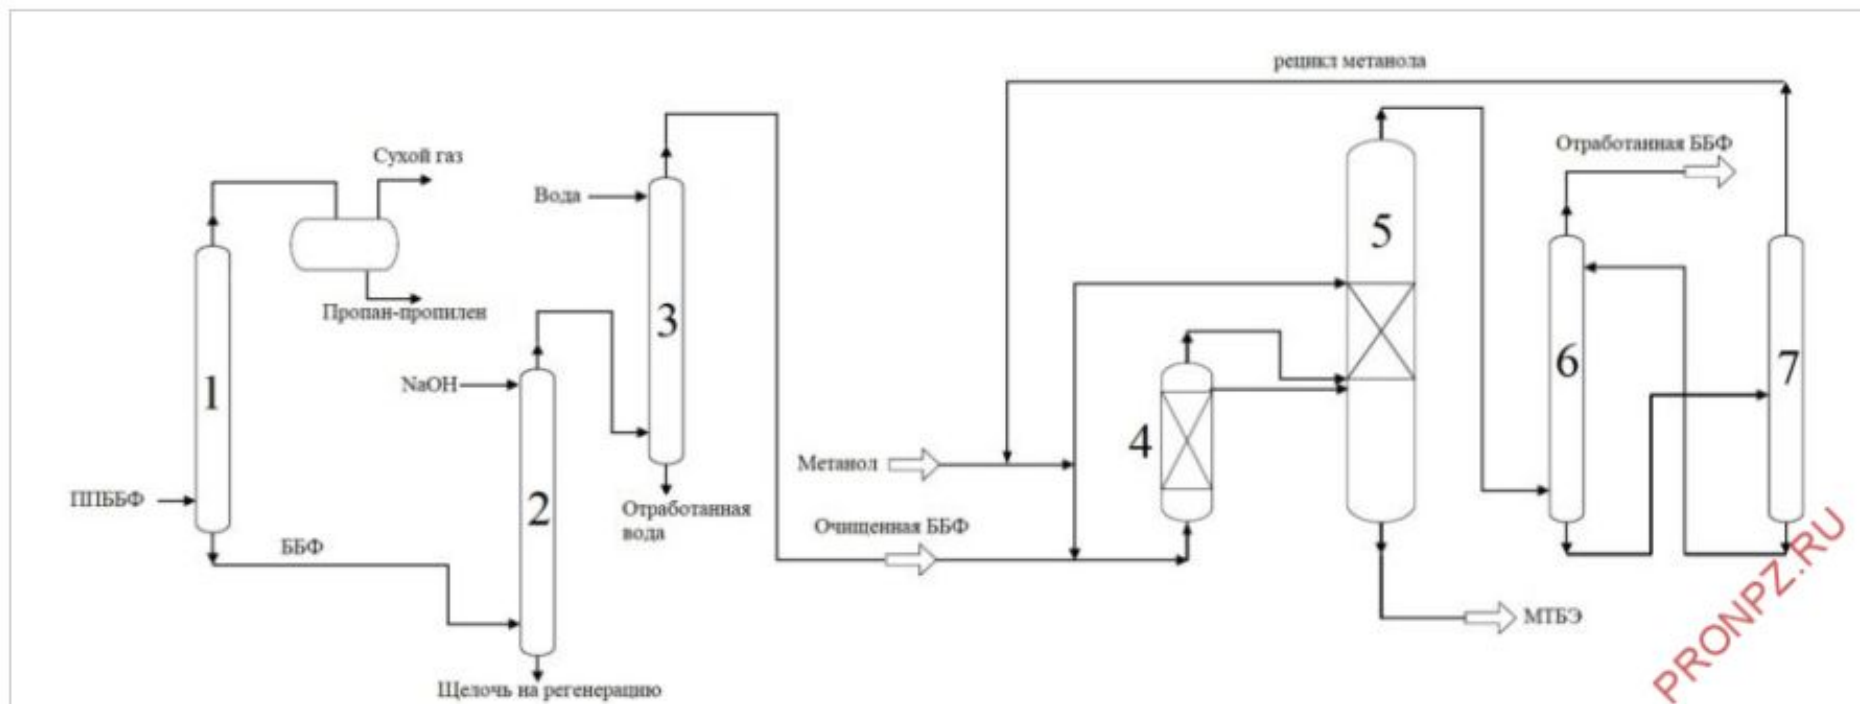 рецикл метанола
Сухой газ
Отработанная ББФ
Вода
5
3
Пропан-пропилен
1
NaOH
6
7
4
Метанол
ППББФ
2
Отработанная
вода
Очищенная ББФ
ББФ
МТБЭ
Щелочь на регенерацию
PRONPZ.RU